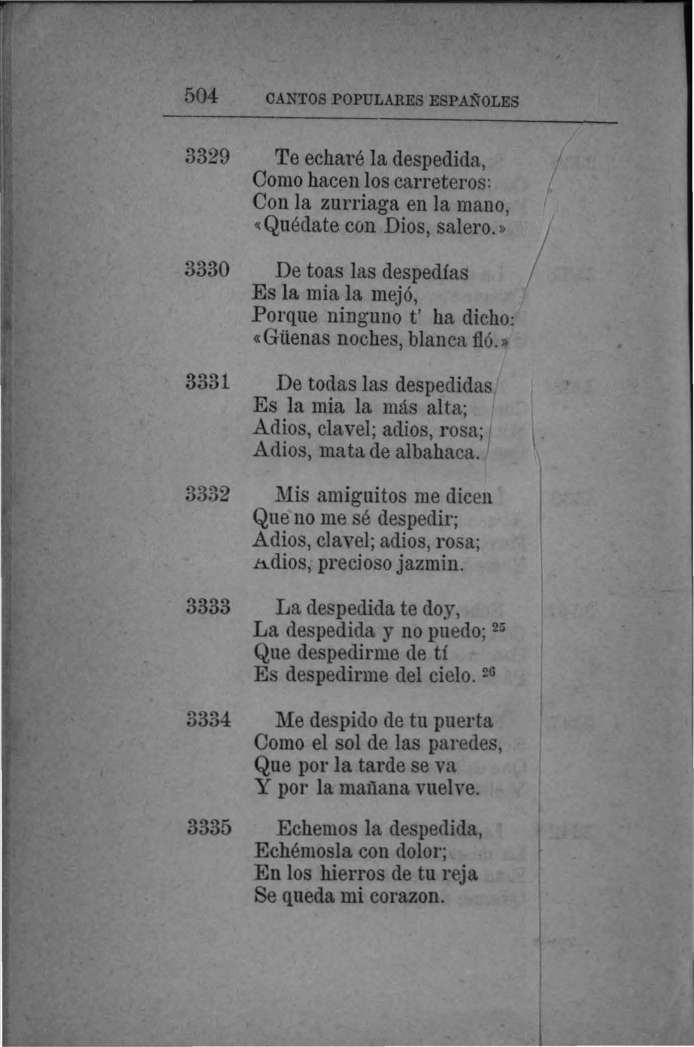 504 CANTOS POPULARES ESPAÑOLES
3329 Te echaré la despedida,
Como hacen los carreteros:
Con la zurriaga en la mano,
«Quédate con Dios, salero.»
3330 De toas las despedías
Es la mia la mejó,
Porque ninguno t' ha dicho:
«Güenas noches, blanca fló.»
3331 De todas las despedidas
Es la mia la más alta;
Adios, clavel; adios, rosa;
Adios, mata de albahaca.
3332 Mis amiguitos me dicen
Que no me sé despedir;
Adios, clavel; adios, rosa;
Adios, precioso jazmin.
3333 La despedida te doy,
La despedida y no puedo; 25
Que despedirme de tí
Es despedirme del cielo. 26
3334 Me despido de tu puerta
Como el sol de las paredes,
Que por la tarde se va
Y por la mañana vuelve.
3335 Echemos la despedida,
Echémosla con dolor;
En los hierros de tu reja
Se queda mi corazon.